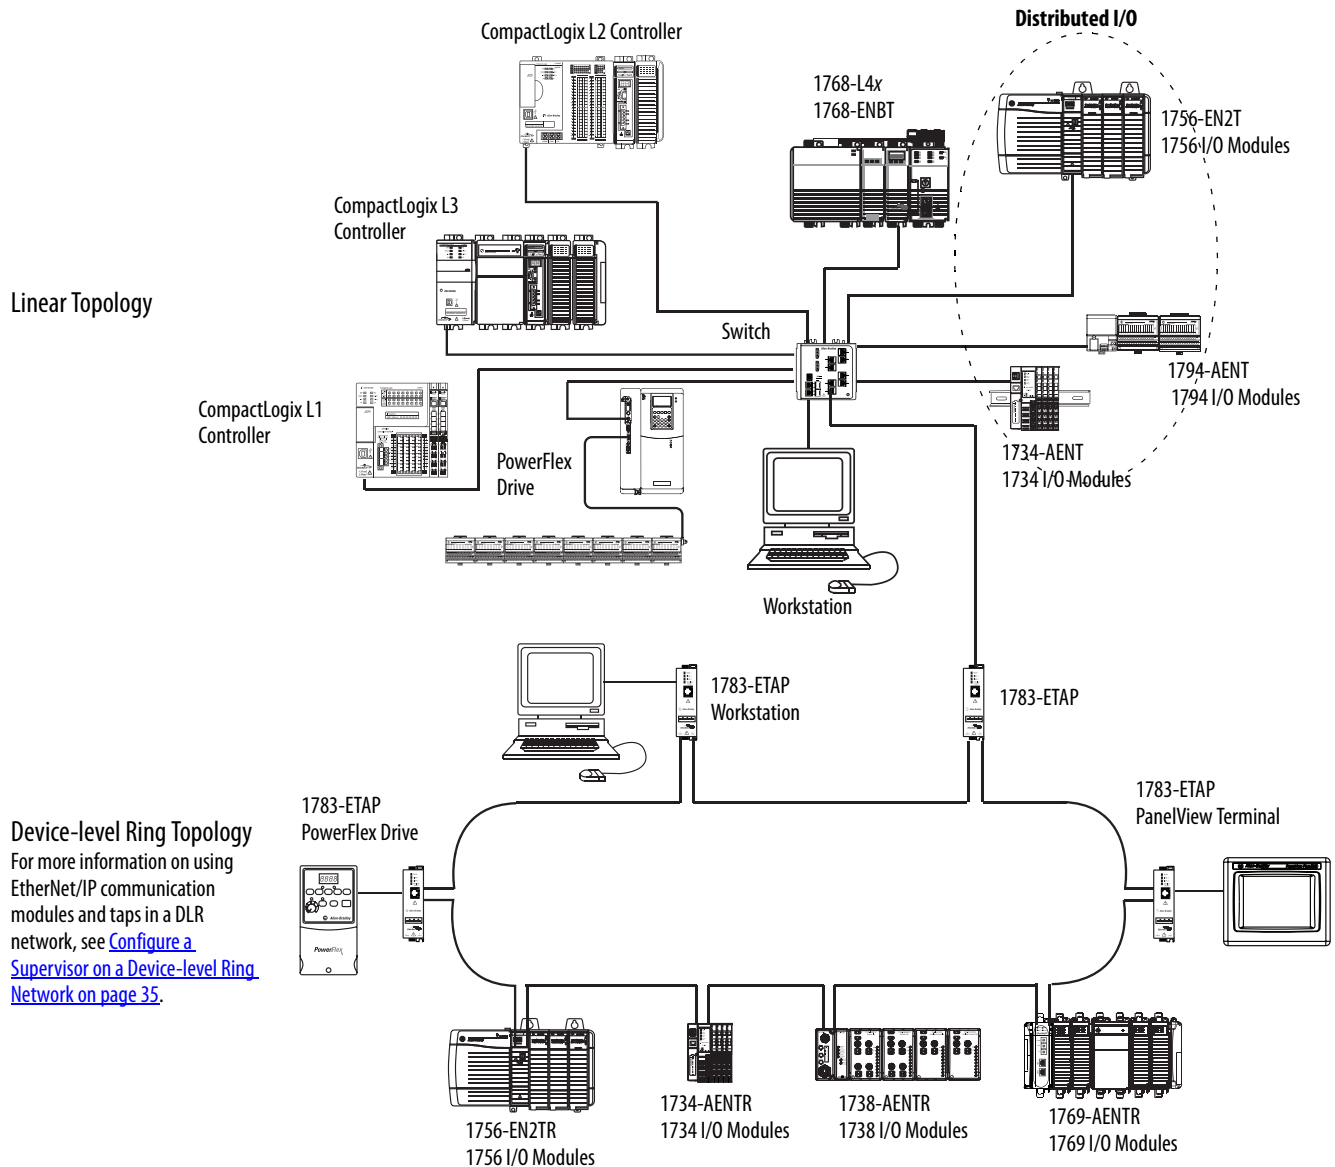 Distributed I/O
CompactLogix L2 Controller
1768-L4x
1768-ENBT
1756-EN2T
1756 I/O Modules
CompactLogix L3
Controller
Linear Topology
Switch
1794-AENT
1794 I/O Modules
CompactLogix L1
Controller
PowerFlex
Drive
1734-AENT
1734 I/O Modules
Workstation
1783-ETAP
Workstation
1783-ETAP
1783-ETAP
PowerFlex Drive
1783-ETAP
PanelView Terminal
Device-level Ring Topology
For more information on using
EtherNet/IP communication
modules and taps in a DLR
network, see Configure a
Supervisor on a Device-level Ring
Network on page 35.
Allen-Bradley
PowerFlex
1756-EN2TR
1756 I/O Modules
1734-AENTR
1734 I/O Modules
1738-AENTR
1738 I/O Modules
1769-AENTR
1769 I/O Modules